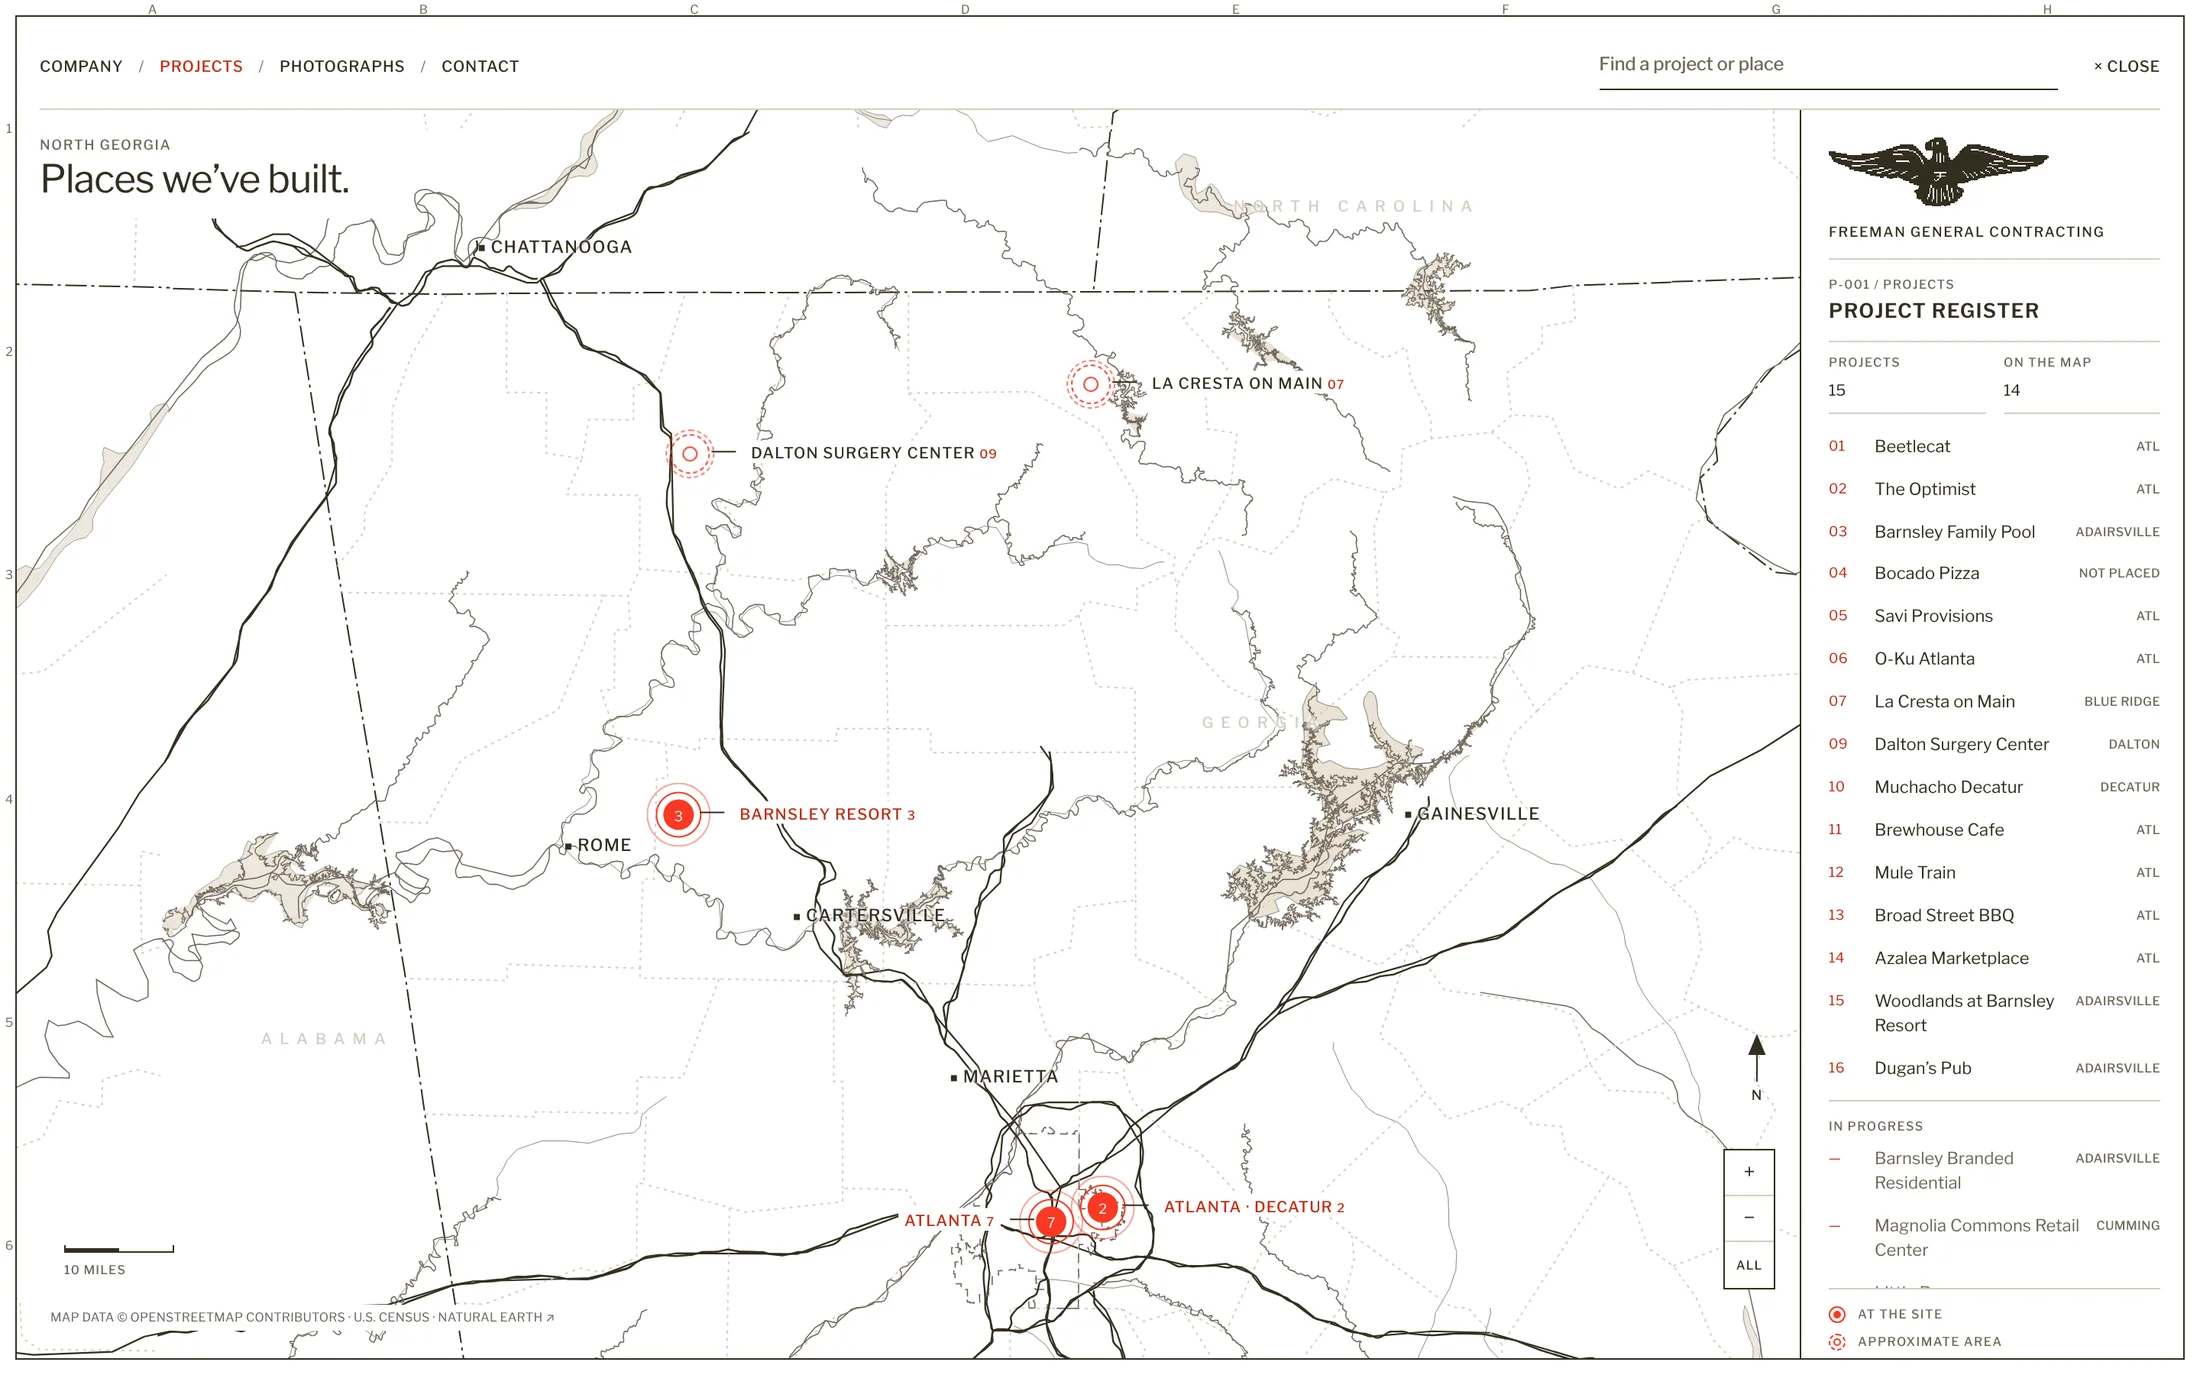 A B C D E F G H
COMPANY / PROJECTS / PHOTOGRAPHS / CONTACT
Find a project or place
× CLOSE
1
2
3
4
5
6
NORTH GEORGIA
Places we’ve built.
NORTH CAROLINA
CHATTANOOGA
LA CRESTA ON MAIN 07
DALTON SURGERY CENTER 09
GEORGIA
3
BARNSLEY RESORT 3
GAINESVILLE
ROME
CARTERSVILLE
ALABAMA
MARIETTA
N
+
−
ALL
ATLANTA 7
7
2
ATLANTA · DECATUR 2
10 MILES
MAP DATA © OPENSTREETMAP CONTRIBUTORS · U.S. CENSUS · NATURAL EARTH ↗
FREEMAN GENERAL CONTRACTING
P-001 / PROJECTS
PROJECT REGISTER
PROJECTS ON THE MAP
15 14
01 Beetlecat ATL
02 The Optimist ATL
03 Barnsley Family Pool ADAIRSVILLE
04 Bocado Pizza NOT PLACED
05 Savi Provisions ATL
06 O-Ku Atlanta ATL
07 La Cresta on Main BLUE RIDGE
09 Dalton Surgery Center DALTON
10 Muchacho Decatur DECATUR
11 Brewhouse Cafe ATL
12 Mule Train ATL
13 Broad Street BBQ ATL
14 Azalea Marketplace ATL
15 Woodlands at Barnsley ADAIRSVILLE
Resort
16 Dugan’s Pub ADAIRSVILLE
IN PROGRESS
– Barnsley Branded ADAIRSVILLE
Residential
– Magnolia Commons Retail CUMMING
Center
AT THE SITE
APPROXIMATE AREA